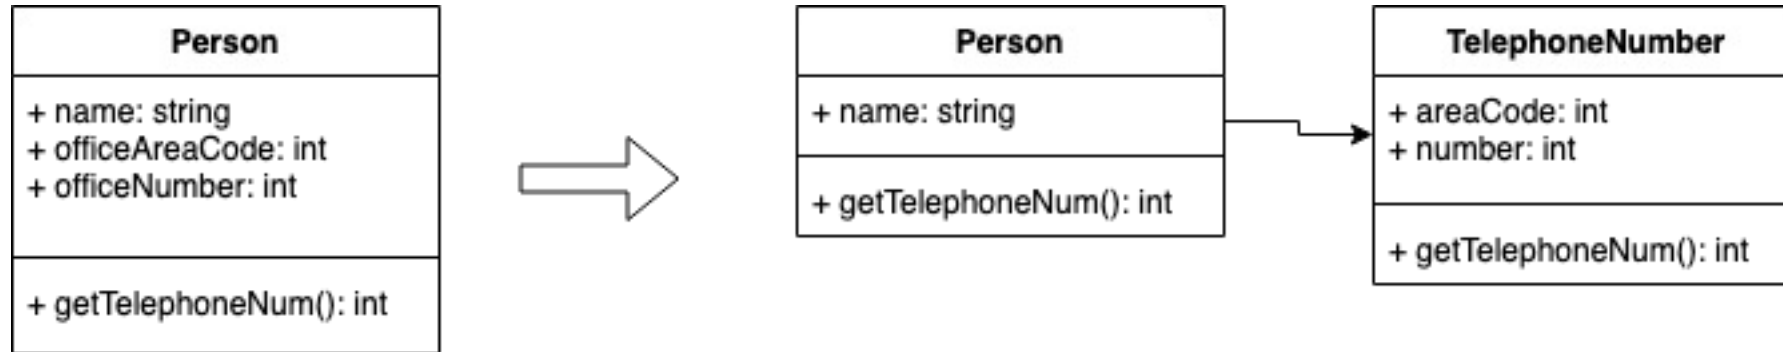 Person
+ name: string
+ officeAreaCode: int
+ officeNumber: int
+ getTelephoneNum(): int
Person
+ name: string
+ getTelephoneNum(): int
TelephoneNumber
+ areaCode: int
+ number: int
+ getTelephoneNum(): int